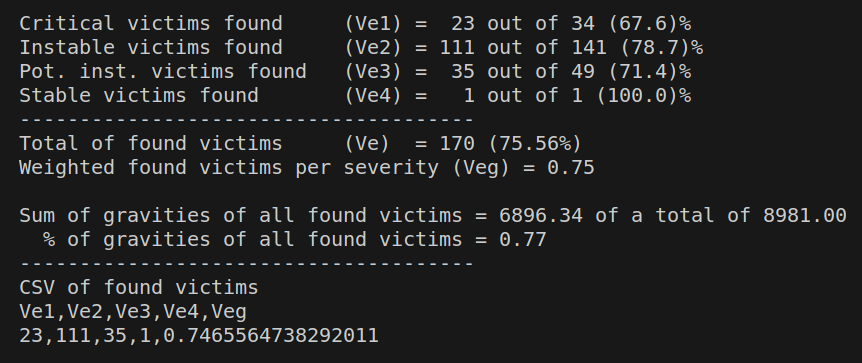 Critical victims found     (Ve1) =  23 out of 34 (67.6)%
Instable victims found     (Ve2) = 111 out of 141 (78.7)%
Pot. inst. victims found   (Ve3) =  35 out of 49 (71.4)%
Stable victims found       (Ve4) =   1 out of 1 (100.0)%
--------------------------------------
Total of found victims     (Ve)  = 170 (75.56%)
Weighted found victims per severity (Veg) = 0.75
Sum of gravities of all found victims = 6896.34 of a total of 8981.00
  % of gravities of all found victims = 0.77
--------------------------------------
CSV of found victims
Ve1,Ve2,Ve3,Ve4,Veg
23,111,35,1,0.7465564738292011